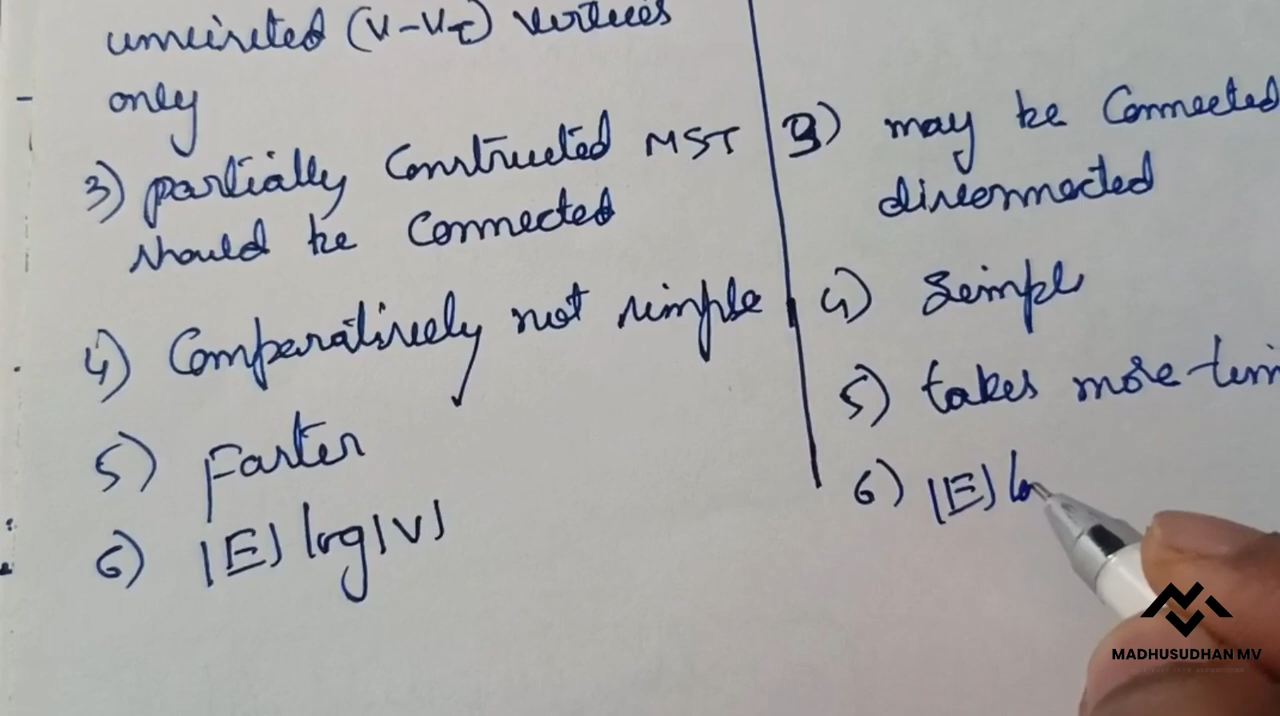 unvisited (V-V_T) vertices
only
3) partially Constructed MST
should be Connected
4) Comparatively not simple
5) Faster
6) |E| log|V|
3) may be Connected
disconnected
4) Simple
5) takes more tim
6) |E| lo
MADHUSUDHAN MV